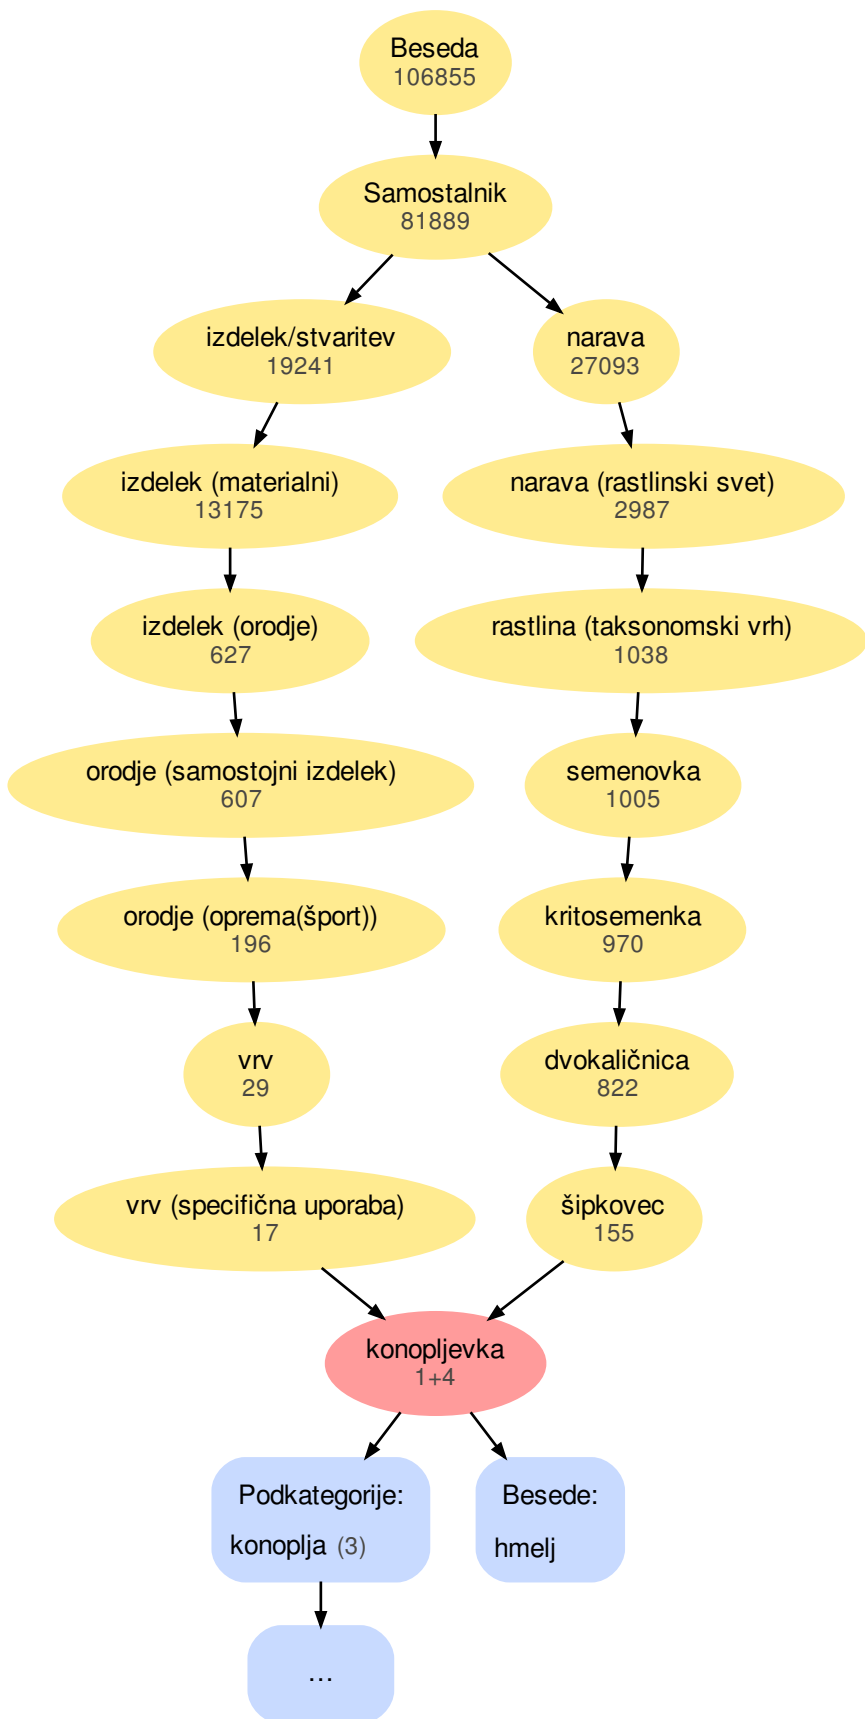 Beseda
106855
Samostalnik
81889
izdelek/stvaritev
19241
narava
27093
izdelek (materialni)
13175
narava (rastlinski svet)
2987
izdelek (orodje)
627
rastlina (taksonomski vrh)
1038
orodje (samostojni izdelek)
607
semenovka
1005
orodje (oprema(šport))
196
kritosemenka
970
vrv
29
dvokaličnica
822
vrv (specifična uporaba)
17
šipkovec
155
konopljevka
1+4
Podkategorije:
konoplja (3)
Besede:
hmelj
...